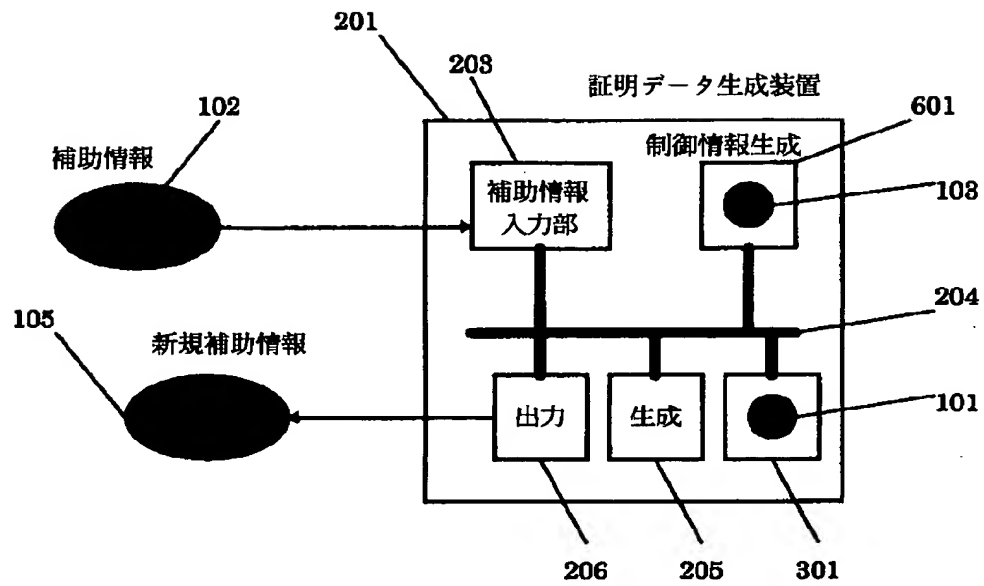 201
203
証明データ生成装置
102
601
補助情報
制御情報生成
補助情報
入力部
103
204
105
新規補助情報
出力
生成
101
206
205
301